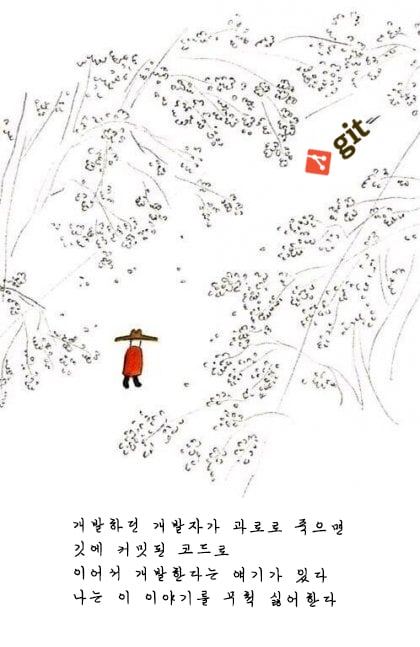 git
개발하던 개발자가 과로로 죽으면
깃에 커밋된 코드로
이어서 개발한다는 얘기가 있다
나는 이 이야기를 무척 싫어한다